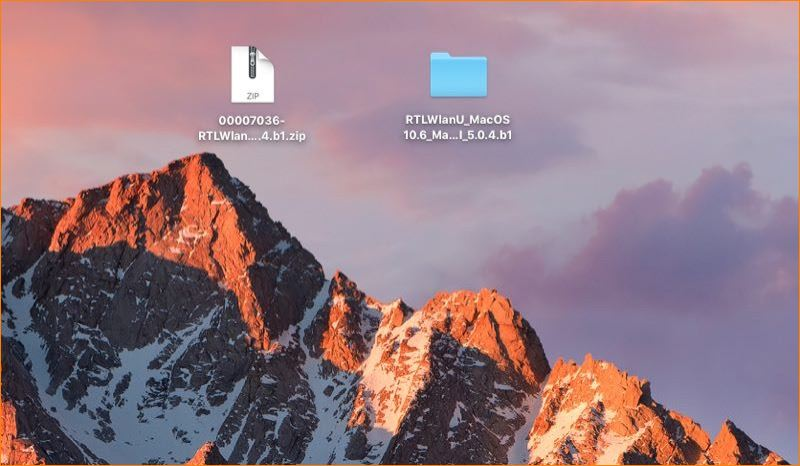 ZIP
00007036-
RTLWlan....4.b1.zip
RTLWlanU_MacOS
10.6_Ma...l_5.0.4.b1